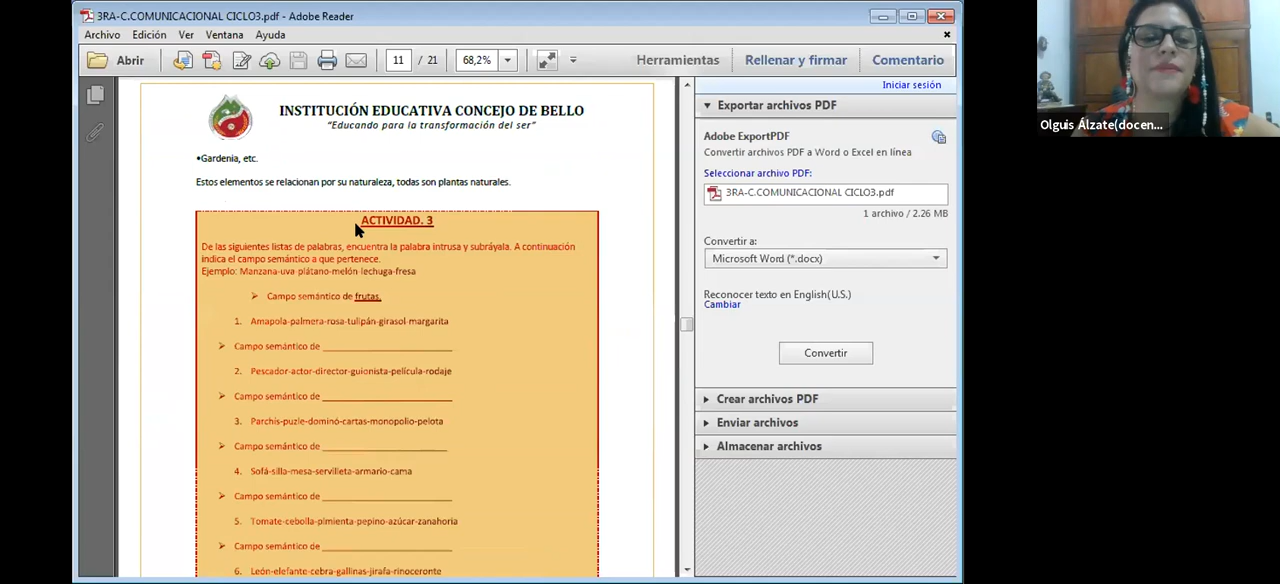 3RA-C.COMUNICACIONAL CICLO3.pdf - Adobe Reader
Archivo Edición Ver Ventana Ayuda
Abrir 11 / 21 68,2% Herramientas Rellenar y firmar Comentario
INSTITUCIÓN EDUCATIVA CONCEJO DE BELLO
"Educando para la transformación del ser"
•Gardenia, etc.
Estos elementos se relacionan por su naturaleza, todas son plantas naturales.
ACTIVIDAD. 3
De las siguientes listas de palabras, encuentra la palabra intrusa y subráyala. A continuación
indica el campo semántico a que pertenece.
Ejemplo: Manzana-uva-plátano-melón-lechuga-fresa
➢ Campo semántico de frutas.
1. Amapola-palmera-rosa-tulipán-girasol-margarita
➢ Campo semántico de ____________________
2. Pescador-actor-director-guionista-película-rodaje
➢ Campo semántico de ____________________
3. Parchís-puzle-dominó-cartas-monopolio-pelota
➢ Campo semántico de ____________________
4. Sofá-silla-mesa-servilleta-armario-cama
➢ Campo semántico de ____________________
5. Tomate-cebolla-pimienta-pepino-azúcar-zanahoria
➢ Campo semántico de ____________________
6. León-elefante-cebra-gallinas-jirafa-rinoceronte
Iniciar sesión
Exportar archivos PDF
Adobe ExportPDF
Convertir archivos PDF a Word o Excel en línea
Seleccionar archivo PDF:
3RA-C.COMUNICACIONAL CICLO3.pdf
1 archivo / 2.26 MB
Convertir a:
Microsoft Word (*.docx)
Reconocer texto en English(U.S.)
Cambiar
Convertir
Crear archivos PDF
Enviar archivos
Almacenar archivos
Olguis Álzate(docen...